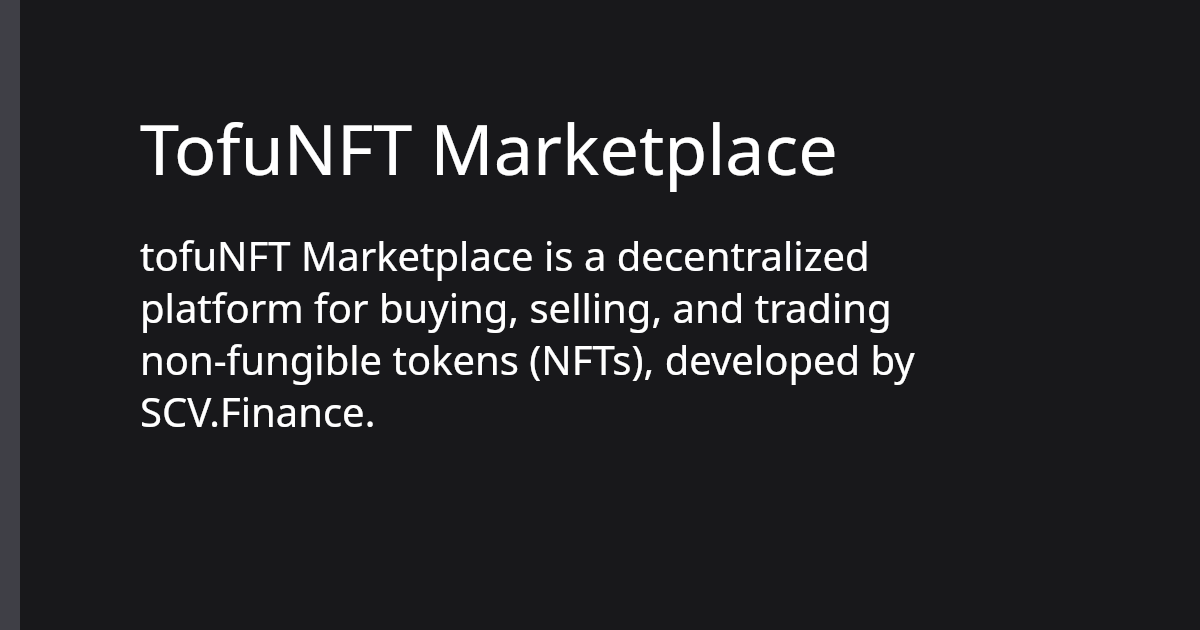 TofuNFT Marketplace
tofuNFT Marketplace is a decentralized
platform for buying, selling, and trading
non-fungible tokens (NFTs), developed by
SCV.Finance.